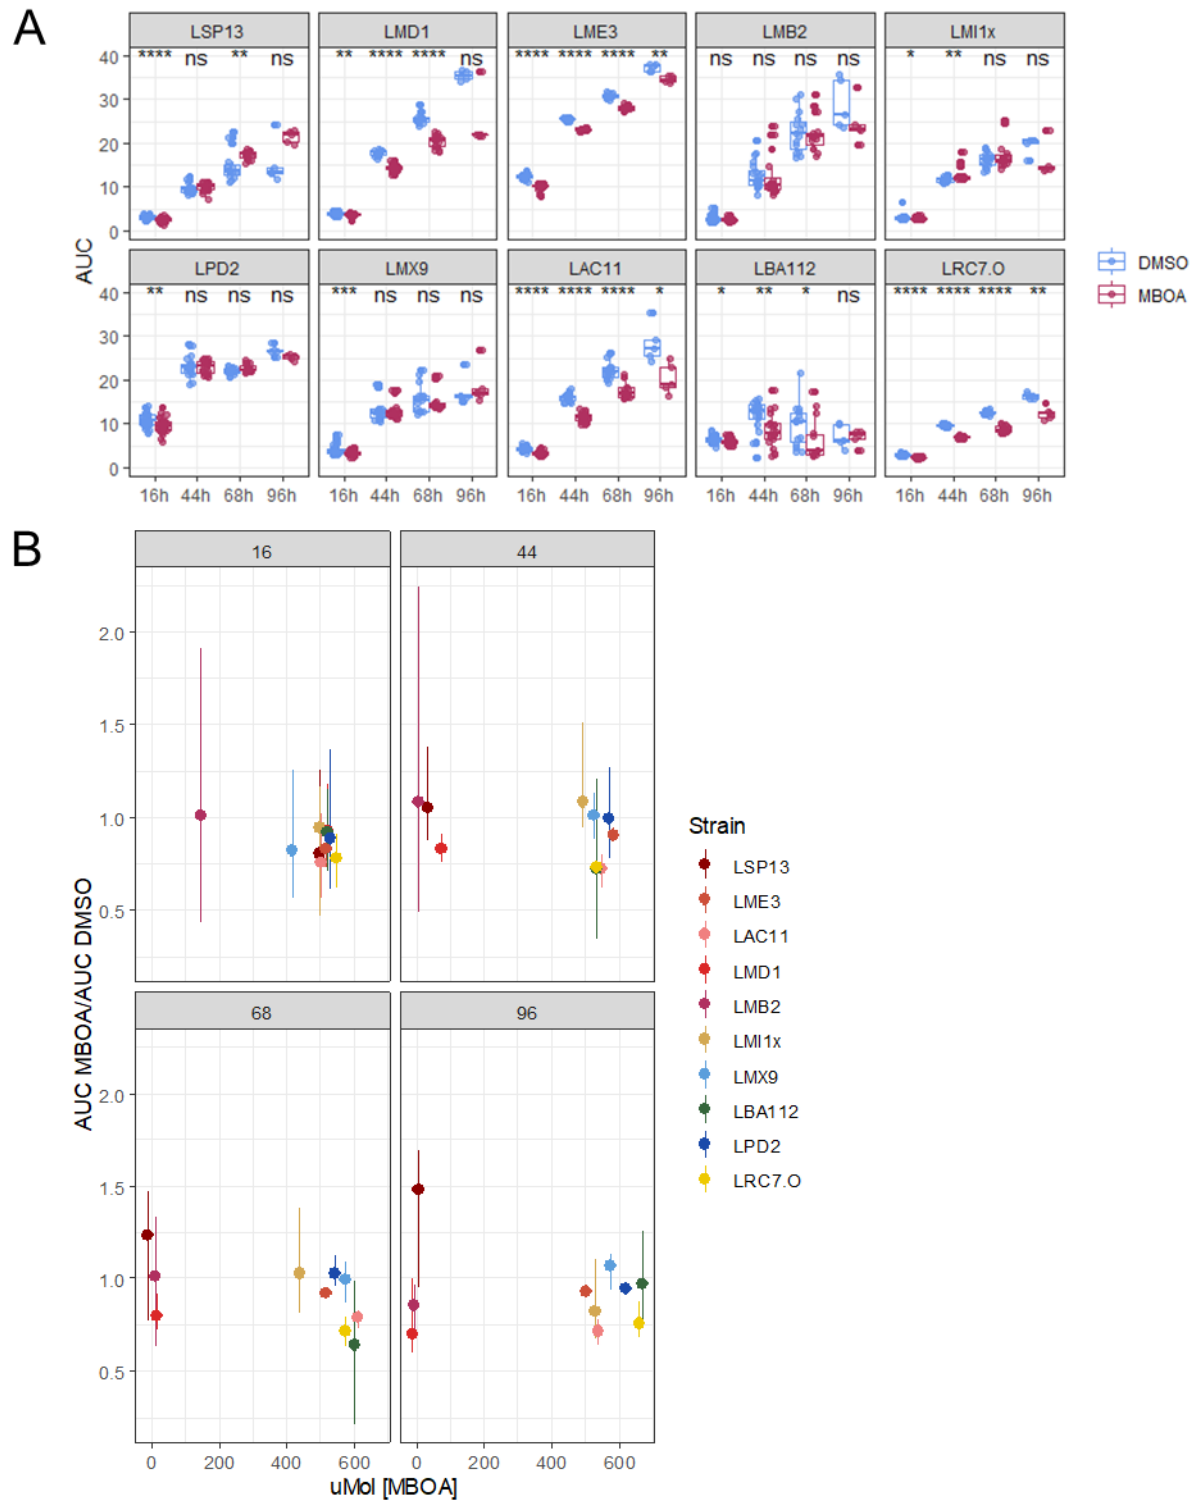 A
LSP13 LMD1 LME3 LMB2 LMI1x
**** ns ** ns ** **** **** ns **** **** **** ** ns ns ns ns * ** ns ns
40
30
20
10
0
AUC
LPD2 LMX9 LAC11 LBA112 LRC7.O
** ns ns ns *** ns ns ns **** **** **** * * ** * ns **** **** **** **
40
30
20
10
0
16h 44h 68h 96h 16h 44h 68h 96h 16h 44h 68h 96h 16h 44h 68h 96h 16h 44h 68h 96h
DMSO
MBOA
B
16 44
2.0
1.5
1.0
0.5
AUC MBOA/AUC DMSO
68 96
2.0
1.5
1.0
0.5
0 200 400 600 0 200 400 600
uMol [MBOA]
Strain
LSP13
LME3
LAC11
LMD1
LMB2
LMI1x
LMX9
LBA112
LPD2
LRC7.O